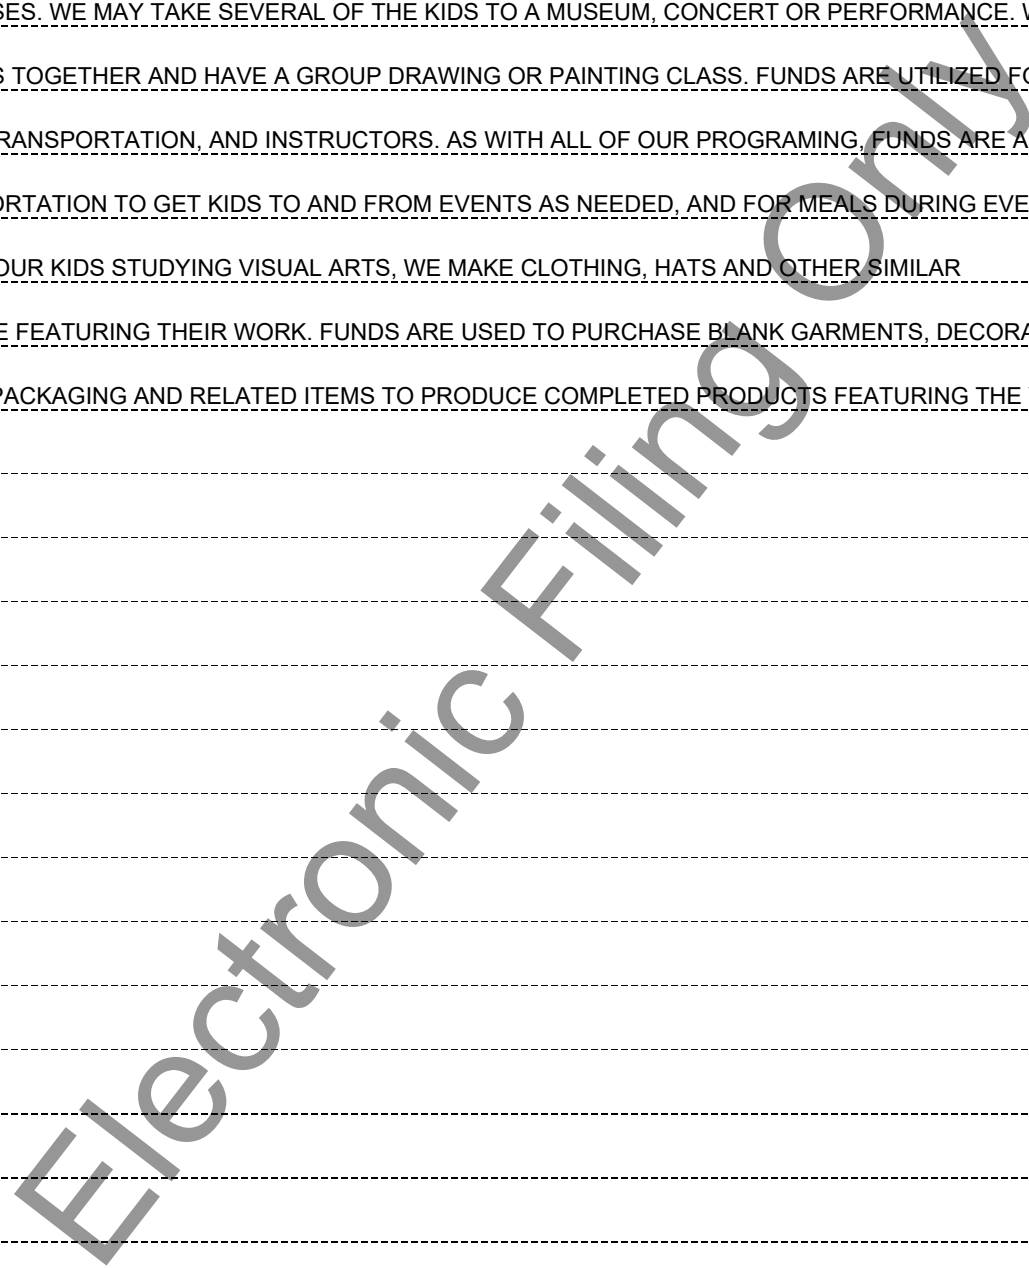 SES. WE MAY TAKE SEVERAL OF THE KIDS TO A MUSEUM, CONCERT OR PERFORMANCE. W
S TOGETHER AND HAVE A GROUP DRAWING OR PAINTING CLASS. FUNDS ARE UTILIZED FO
RANSPORTATION, AND INSTRUCTORS. AS WITH ALL OF OUR PROGRAMING, FUNDS ARE A
ORTATION TO GET KIDS TO AND FROM EVENTS AS NEEDED, AND FOR MEALS DURING EVE
OUR KIDS STUDYING VISUAL ARTS, WE MAKE CLOTHING, HATS AND OTHER SIMILAR
E FEATURING THEIR WORK. FUNDS ARE USED TO PURCHASE BLANK GARMENTS, DECORA
PACKAGING AND RELATED ITEMS TO PRODUCE COMPLETED PRODUCTS FEATURING THE
Electronic Filing Only